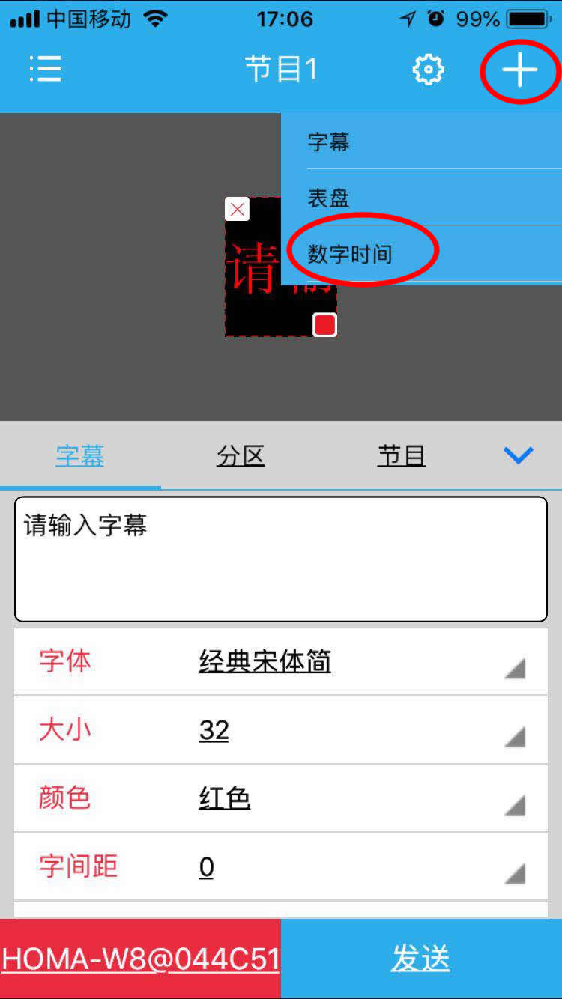 中国移动 17:06 99%
节目1
字幕
表盘
数字时间
请
字幕 分区 节目
请输入字幕
字体 经典宋体简
大小 32
颜色 红色
字间距 0
HOMA-W8@044C51 发送